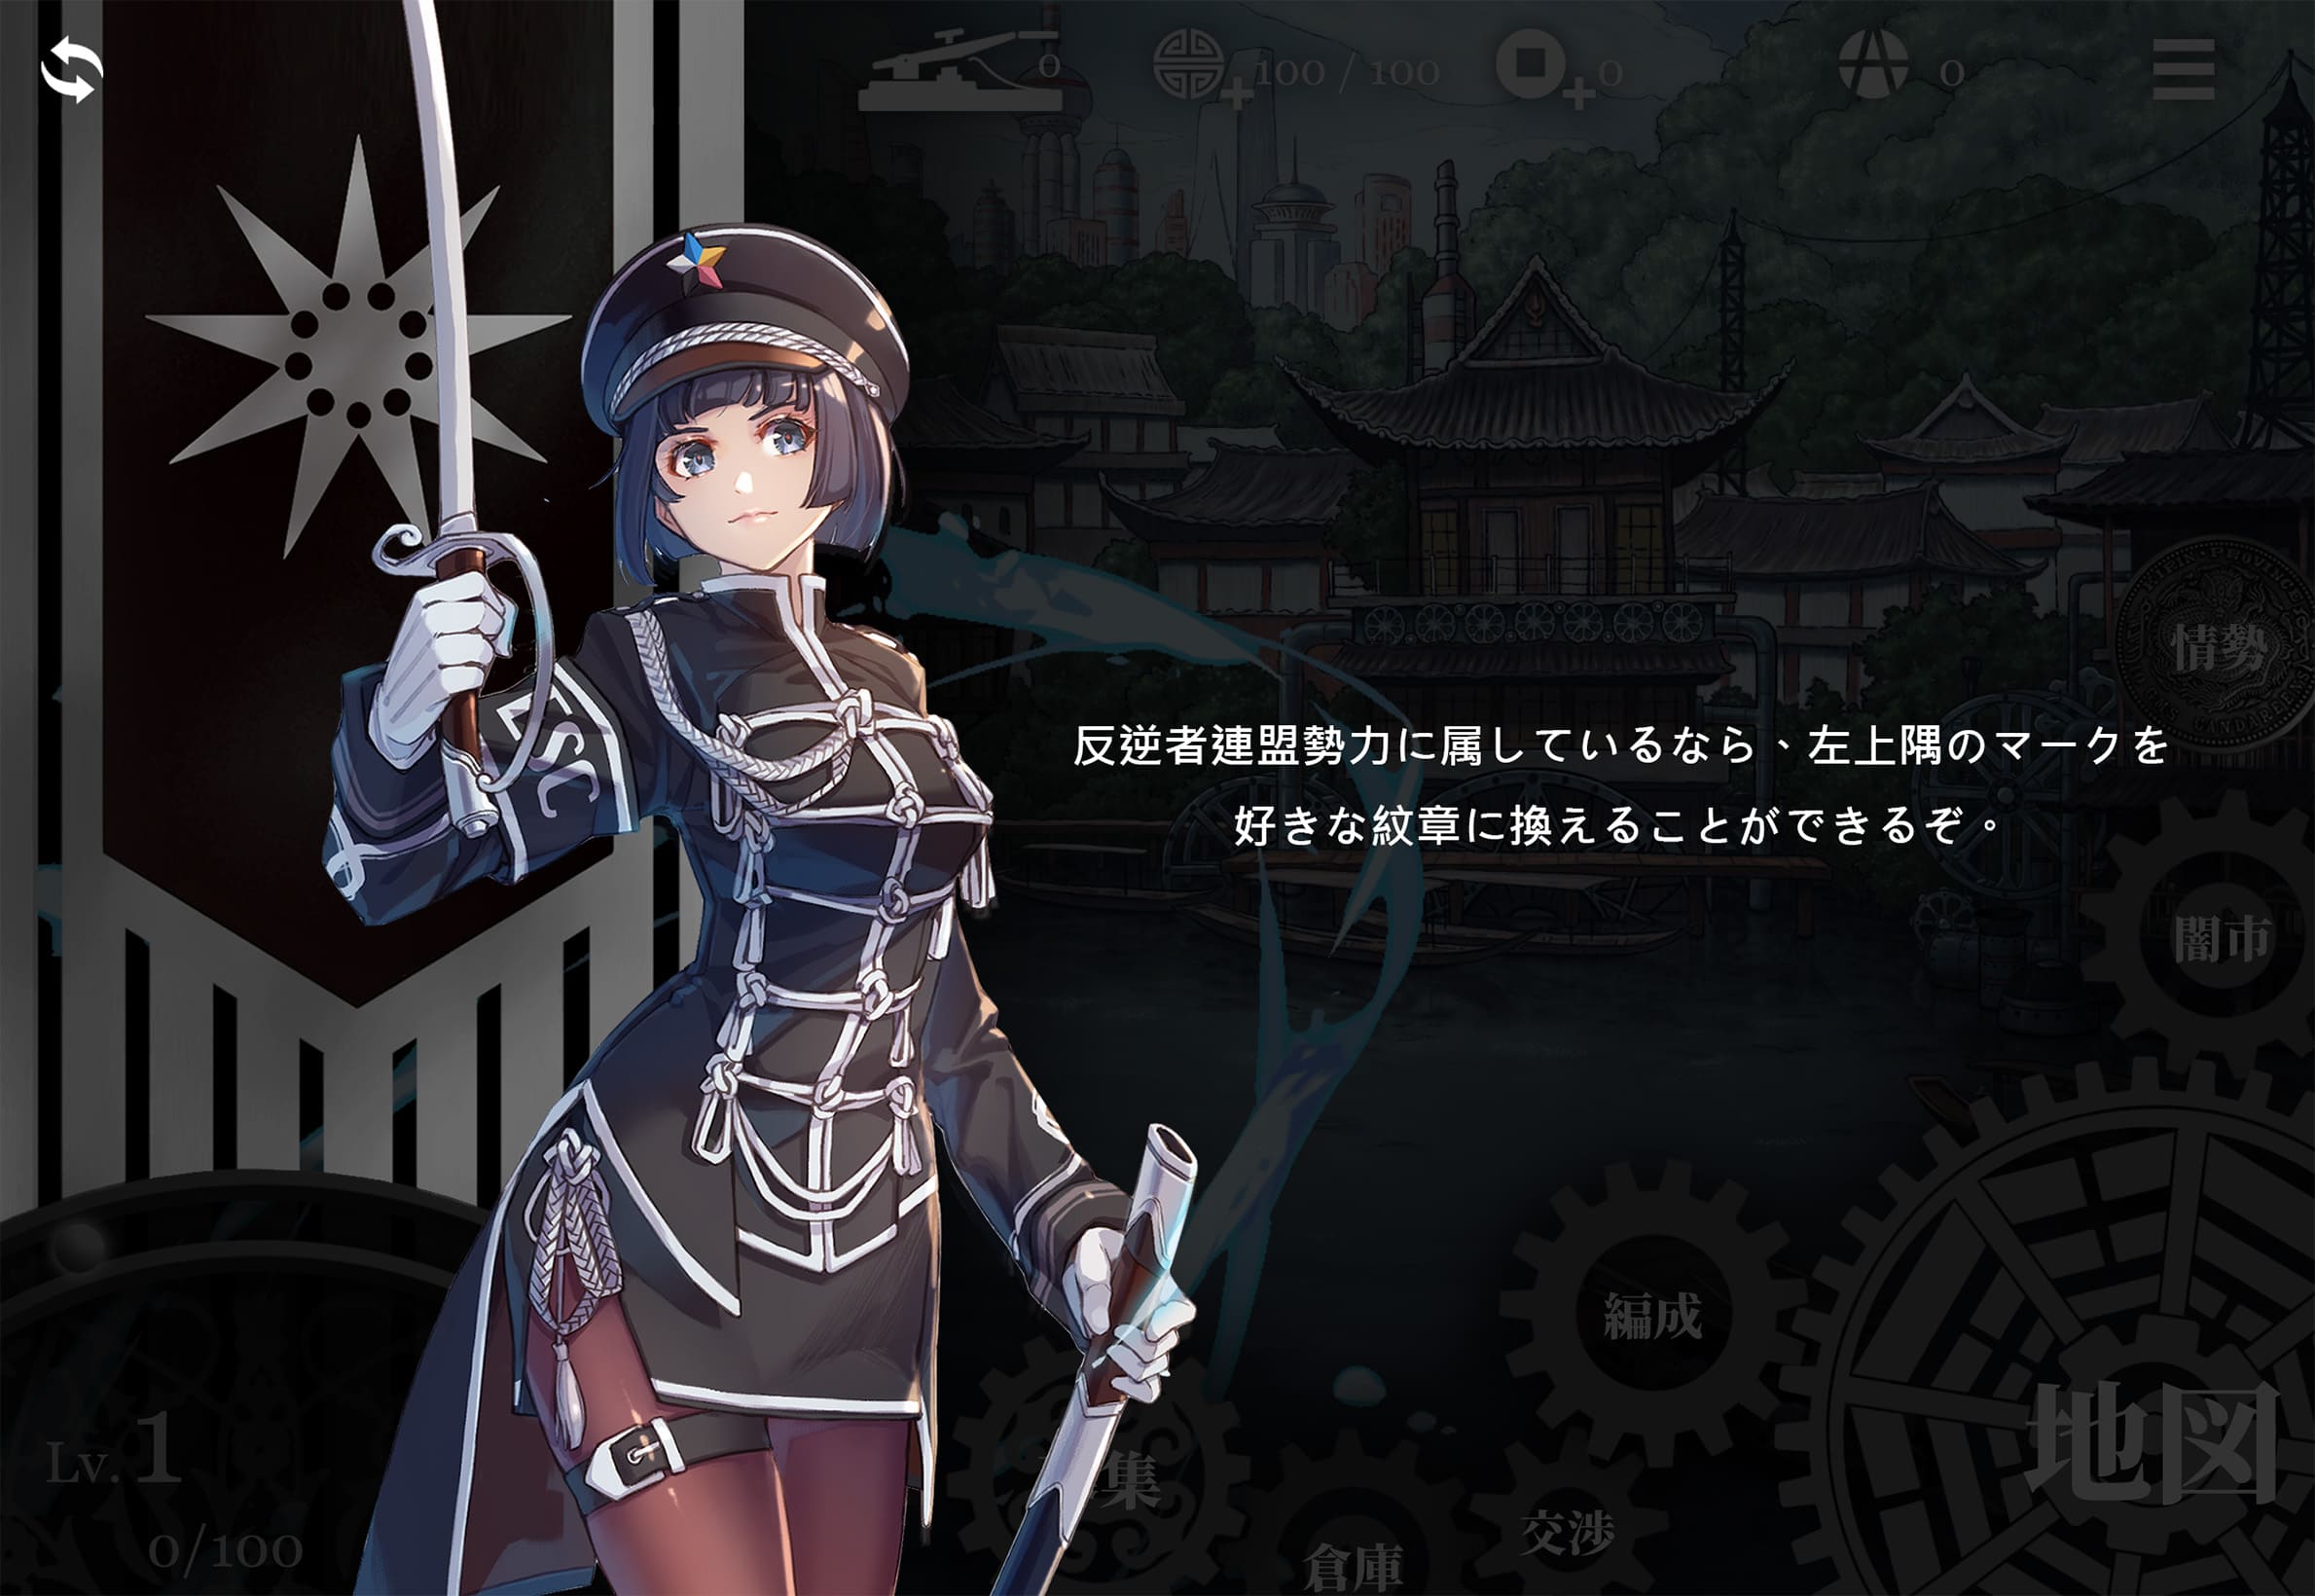 0
100 / 100
0
0
情勢
反逆者連盟勢力に属しているなら、左上隅のマークを
好きな紋章に換えることができるぞ。
ESC
闇市
編成
地図
集
交渉
倉庫
Lv. 1
0/100